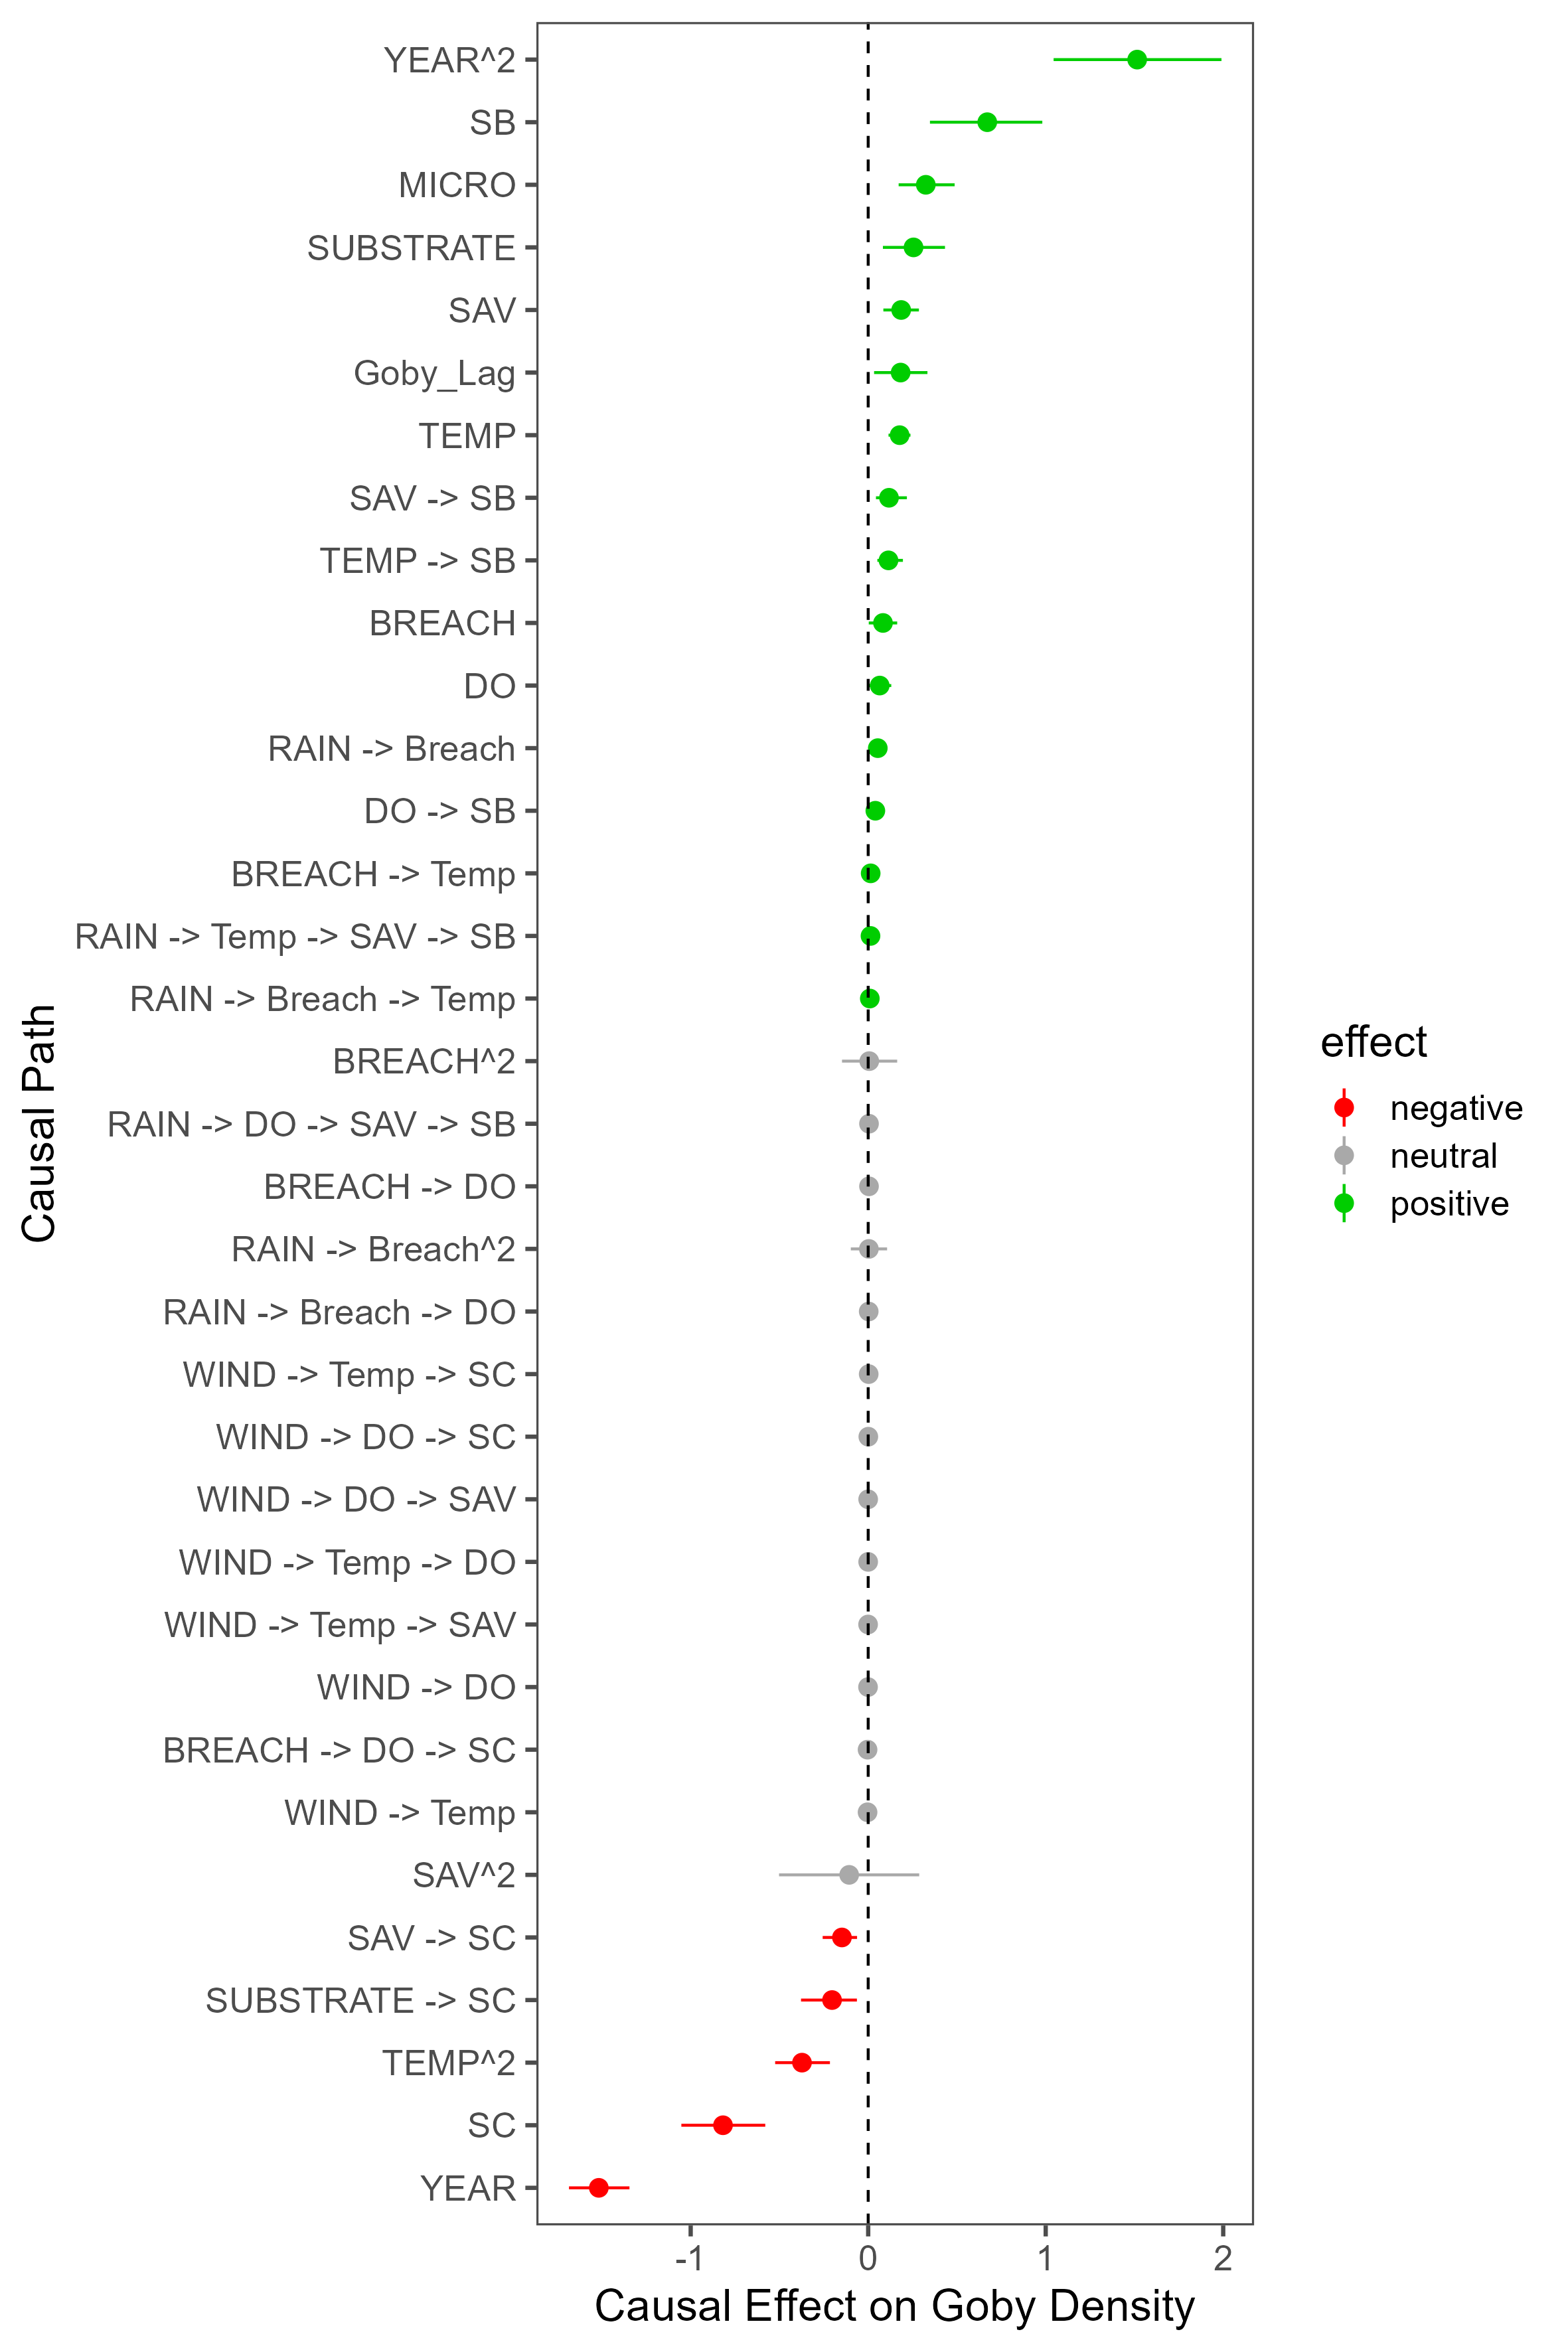 YEAR^2
SB
MICRO
SUBSTRATE
SAV
Goby_Lag
TEMP
SAV -> SB
TEMP -> SB
BREACH
DO
RAIN -> Breach
DO -> SB
BREACH -> Temp
RAIN -> Temp -> SAV -> SB
RAIN -> Breach -> Temp
BREACH^2
RAIN -> DO -> SAV -> SB
BREACH -> DO
RAIN -> Breach^2
RAIN -> Breach -> DO
WIND -> Temp -> SC
WIND -> DO -> SC
WIND -> DO -> SAV
WIND -> Temp -> DO
WIND -> Temp -> SAV
WIND -> DO
BREACH -> DO -> SC
WIND -> Temp
SAV^2
SAV -> SC
SUBSTRATE -> SC
TEMP^2
SC
YEAR
Causal Path
-1 0 1 2
Causal Effect on Goby Density
effect
negative
neutral
positive